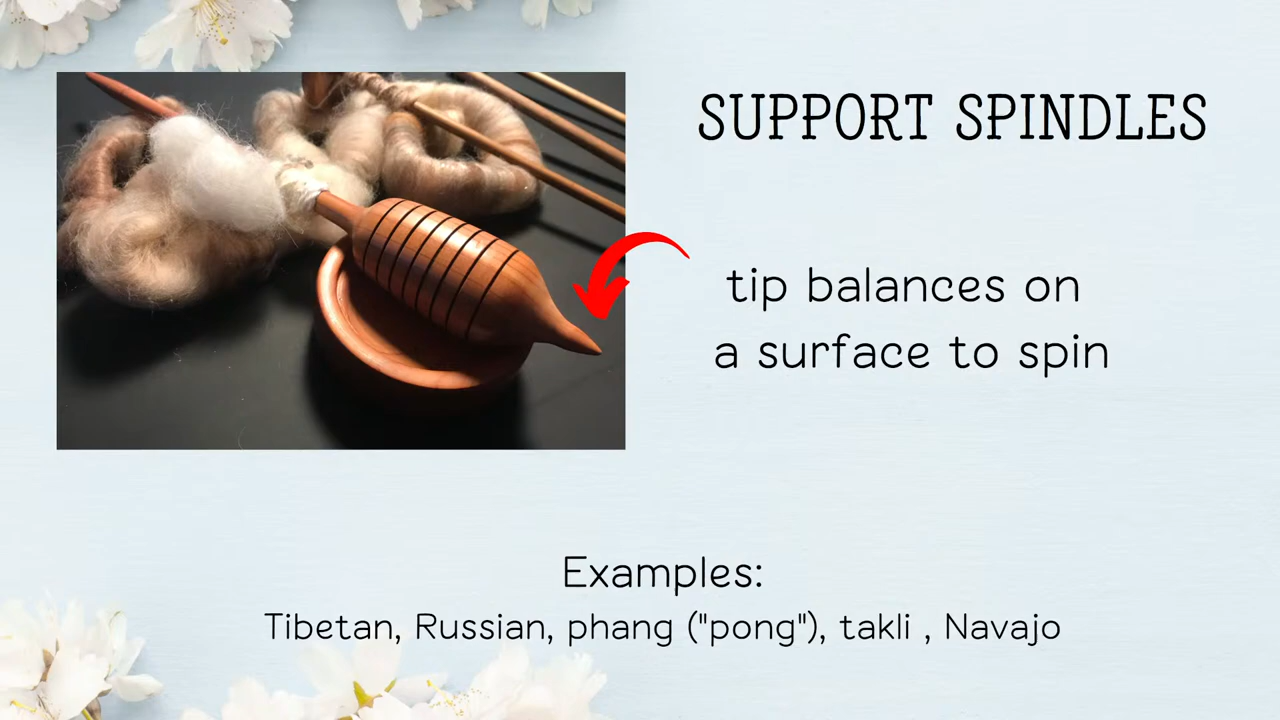 SUPPORT SPINDLES
tip balances on
a surface to spin
Examples:
Tibetan, Russian, phang ("pong"), takli , Navajo